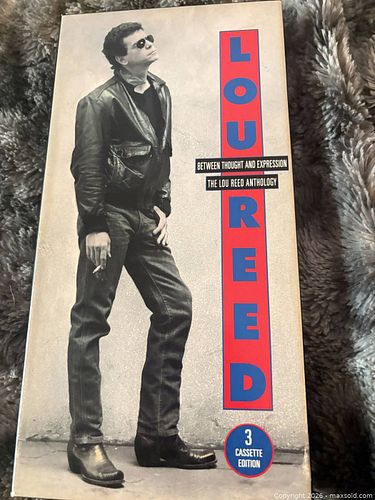 LOU REED
BETWEEN THOUGHT AND EXPRESSION
THE LOU REED ANTHOLOGY
3
CASSETTE
EDITION
Copyright 2026 - maxsold.com